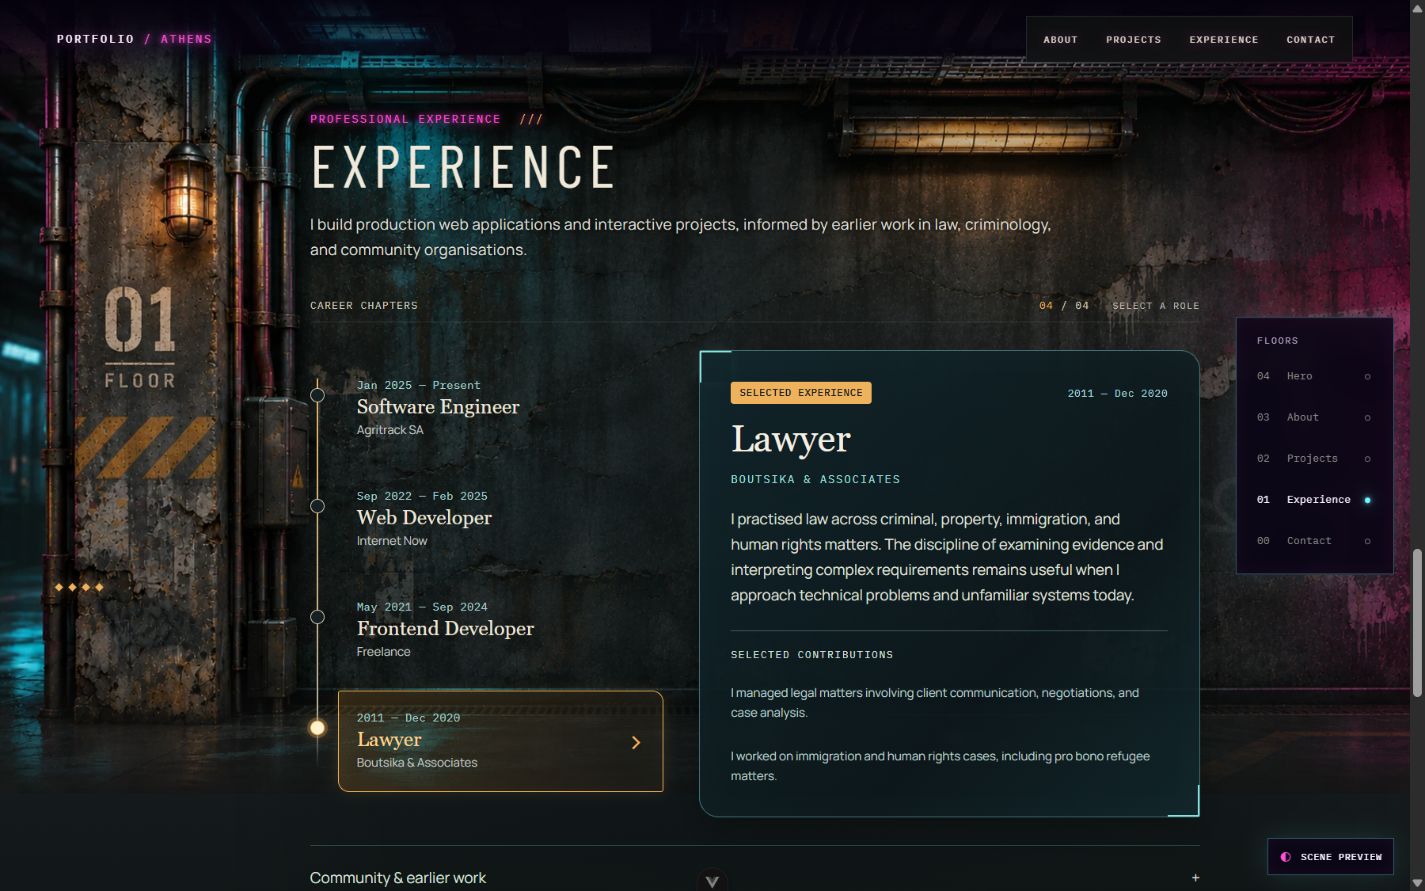 PORTFOLIO / ATHENS
ABOUT PROJECTS EXPERIENCE CONTACT
PROFESSIONAL EXPERIENCE ///
EXPERIENCE
I build production web applications and interactive projects, informed by earlier work in law, criminology,
and community organisations.
01
FLOOR
CAREER CHAPTERS
04 / 04 SELECT A ROLE
Jan 2025 — Present
Software Engineer
Agritrack SA
Sep 2022 — Feb 2025
Web Developer
Internet Now
May 2021 — Sep 2024
Frontend Developer
Freelance
2011 — Dec 2020
Lawyer
Boutsika & Associates
SELECTED EXPERIENCE
2011 — Dec 2020
Lawyer
BOUTSIKA & ASSOCIATES
I practised law across criminal, property, immigration, and
human rights matters. The discipline of examining evidence and
interpreting complex requirements remains useful when I
approach technical problems and unfamiliar systems today.
SELECTED CONTRIBUTIONS
I managed legal matters involving client communication, negotiations, and
case analysis.
I worked on immigration and human rights cases, including pro bono refugee
matters.
FLOORS
04 Hero
03 About
02 Projects
01 Experience
00 Contact
Community & earlier work +
SCENE PREVIEW